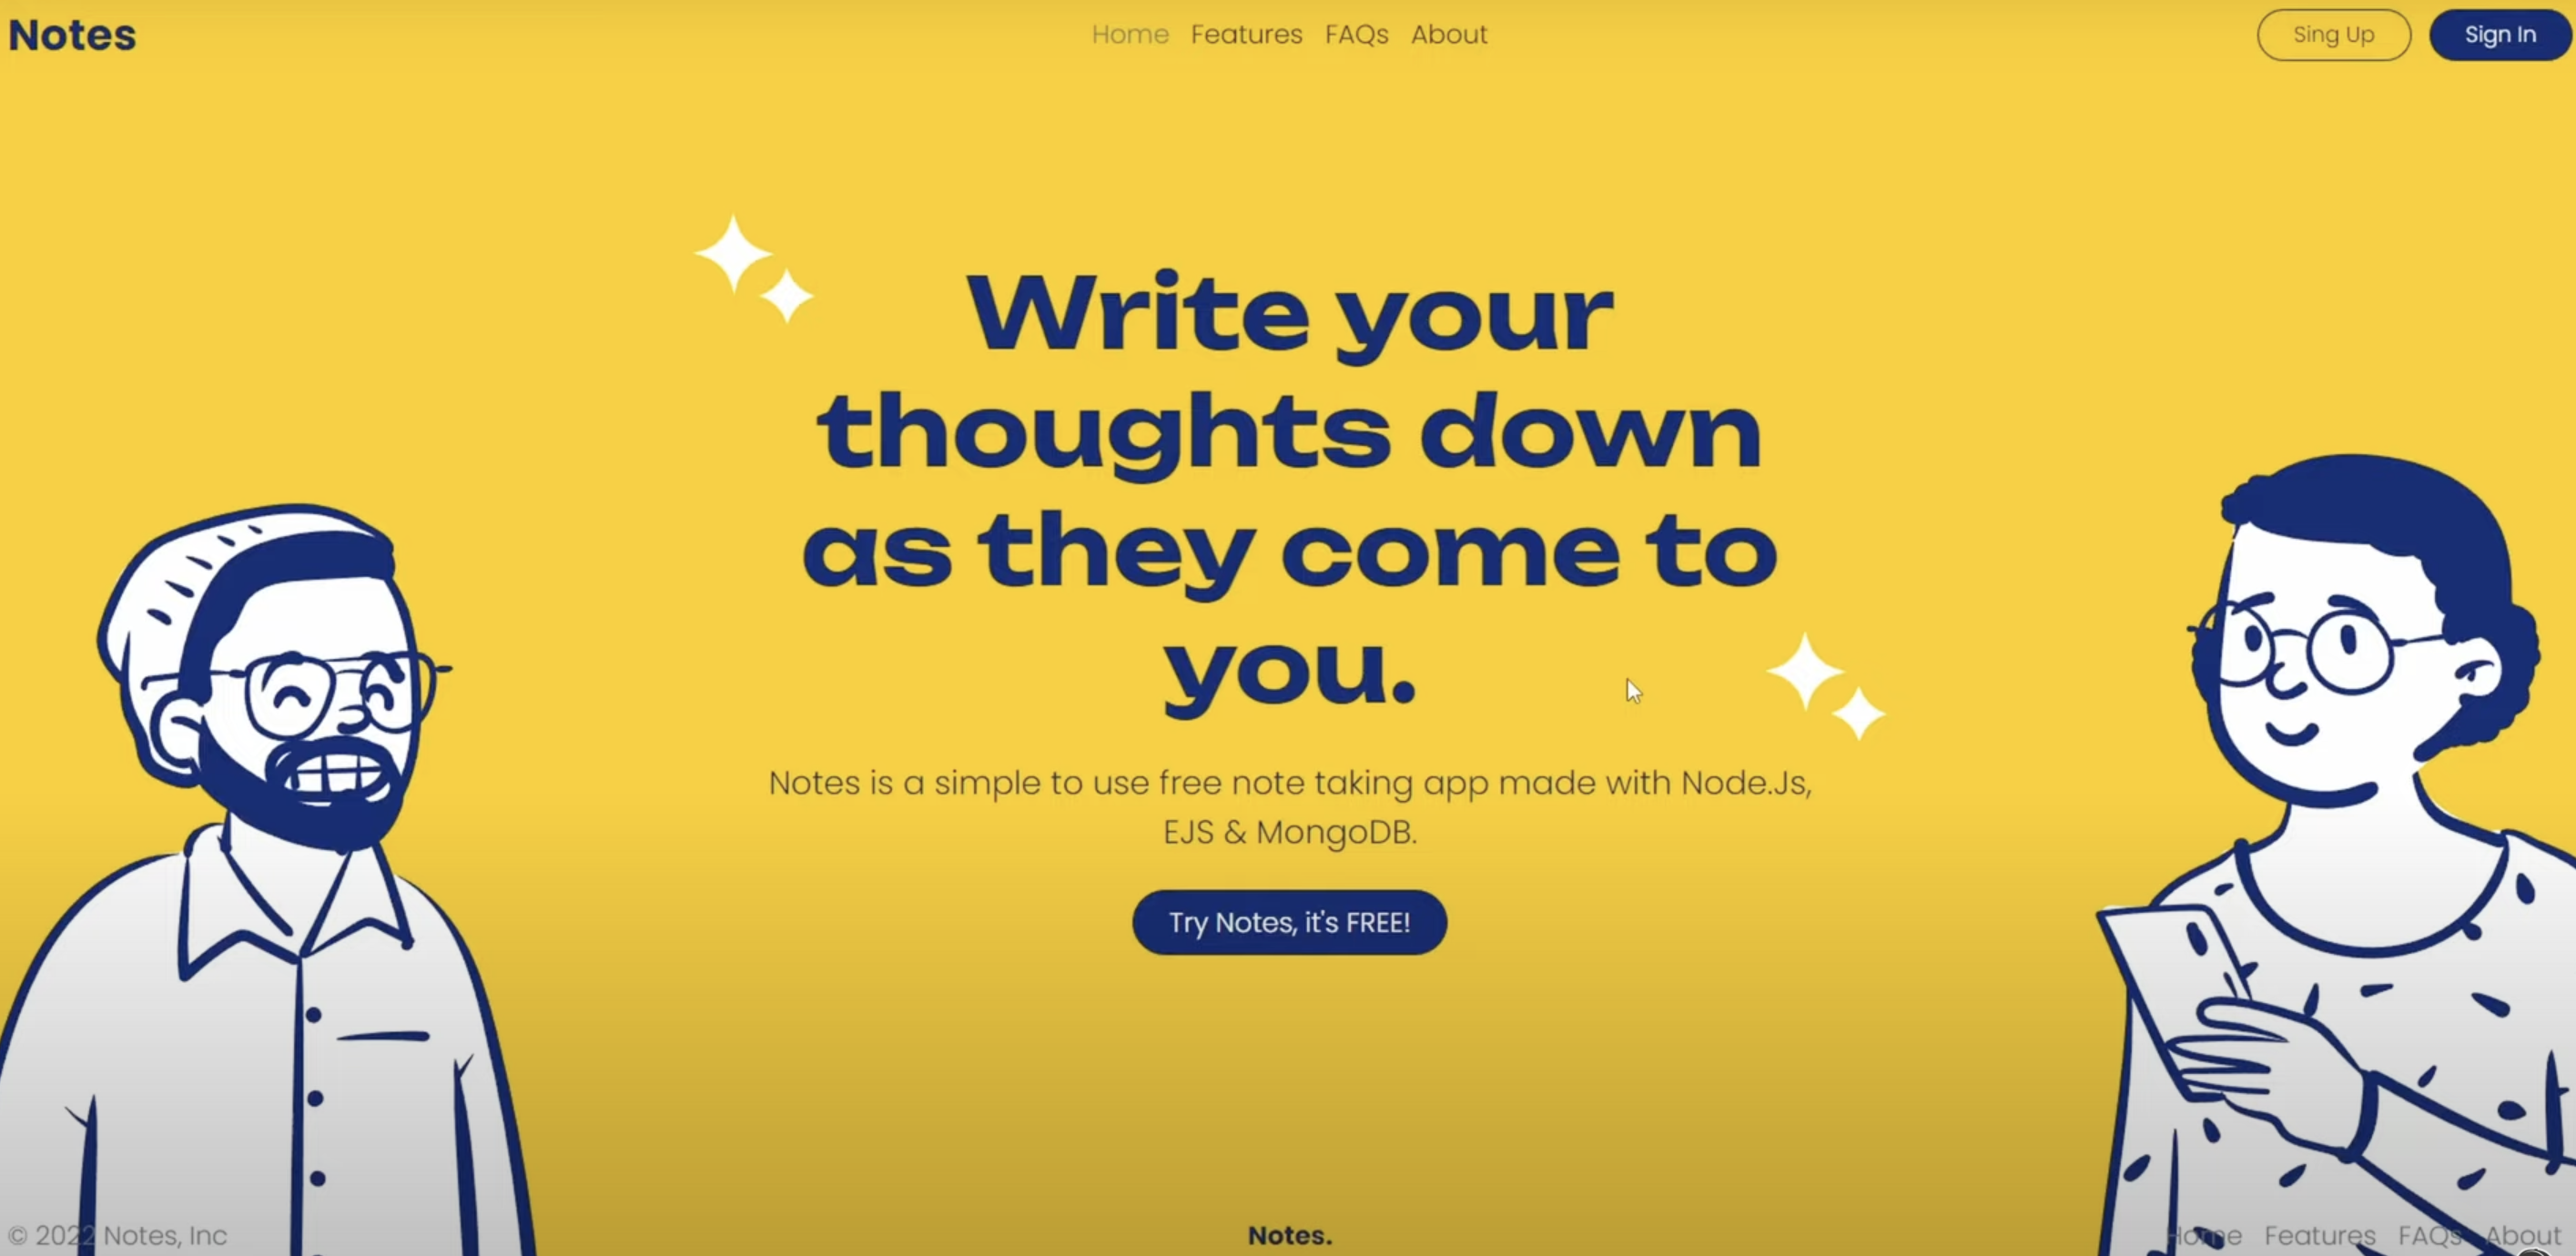 Notes
Home Features FAQs About
Sing Up
Sign In
Write your
thoughts down
as they come to
you.
Notes is a simple to use free note taking app made with Node.Js,
EJS & MongoDB.
Try Notes, it's FREE!
© 2022 Notes, Inc
Notes.
Home Features FAQs About